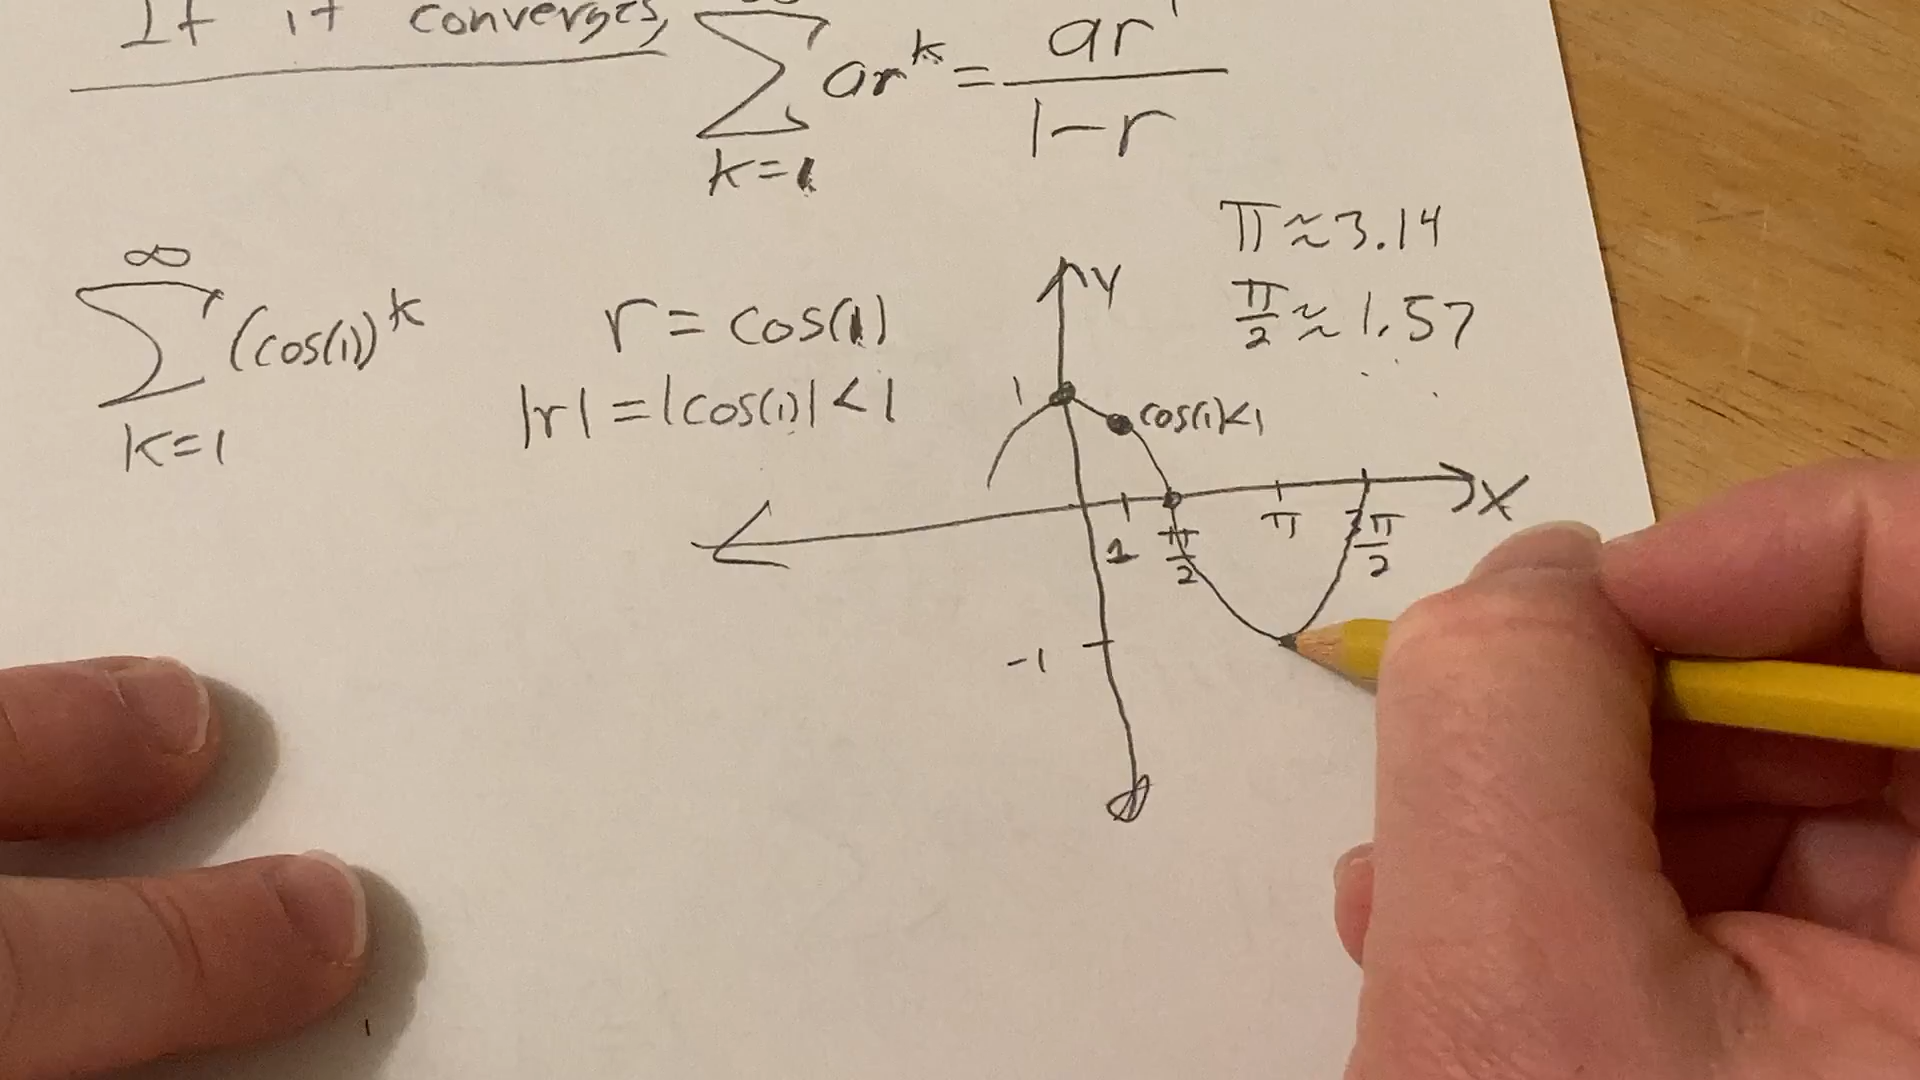 If it converges, ∞∑k=1 ar^k = ar^1/(1-r)
π≈3.14
π/2≈1.57
∞∑k=1 (cos(1))^k
r = cos(1)
|r| = |cos(1)| < 1
Y
1
cos(1)<1
X
1 π/2 π 3π/2
-1